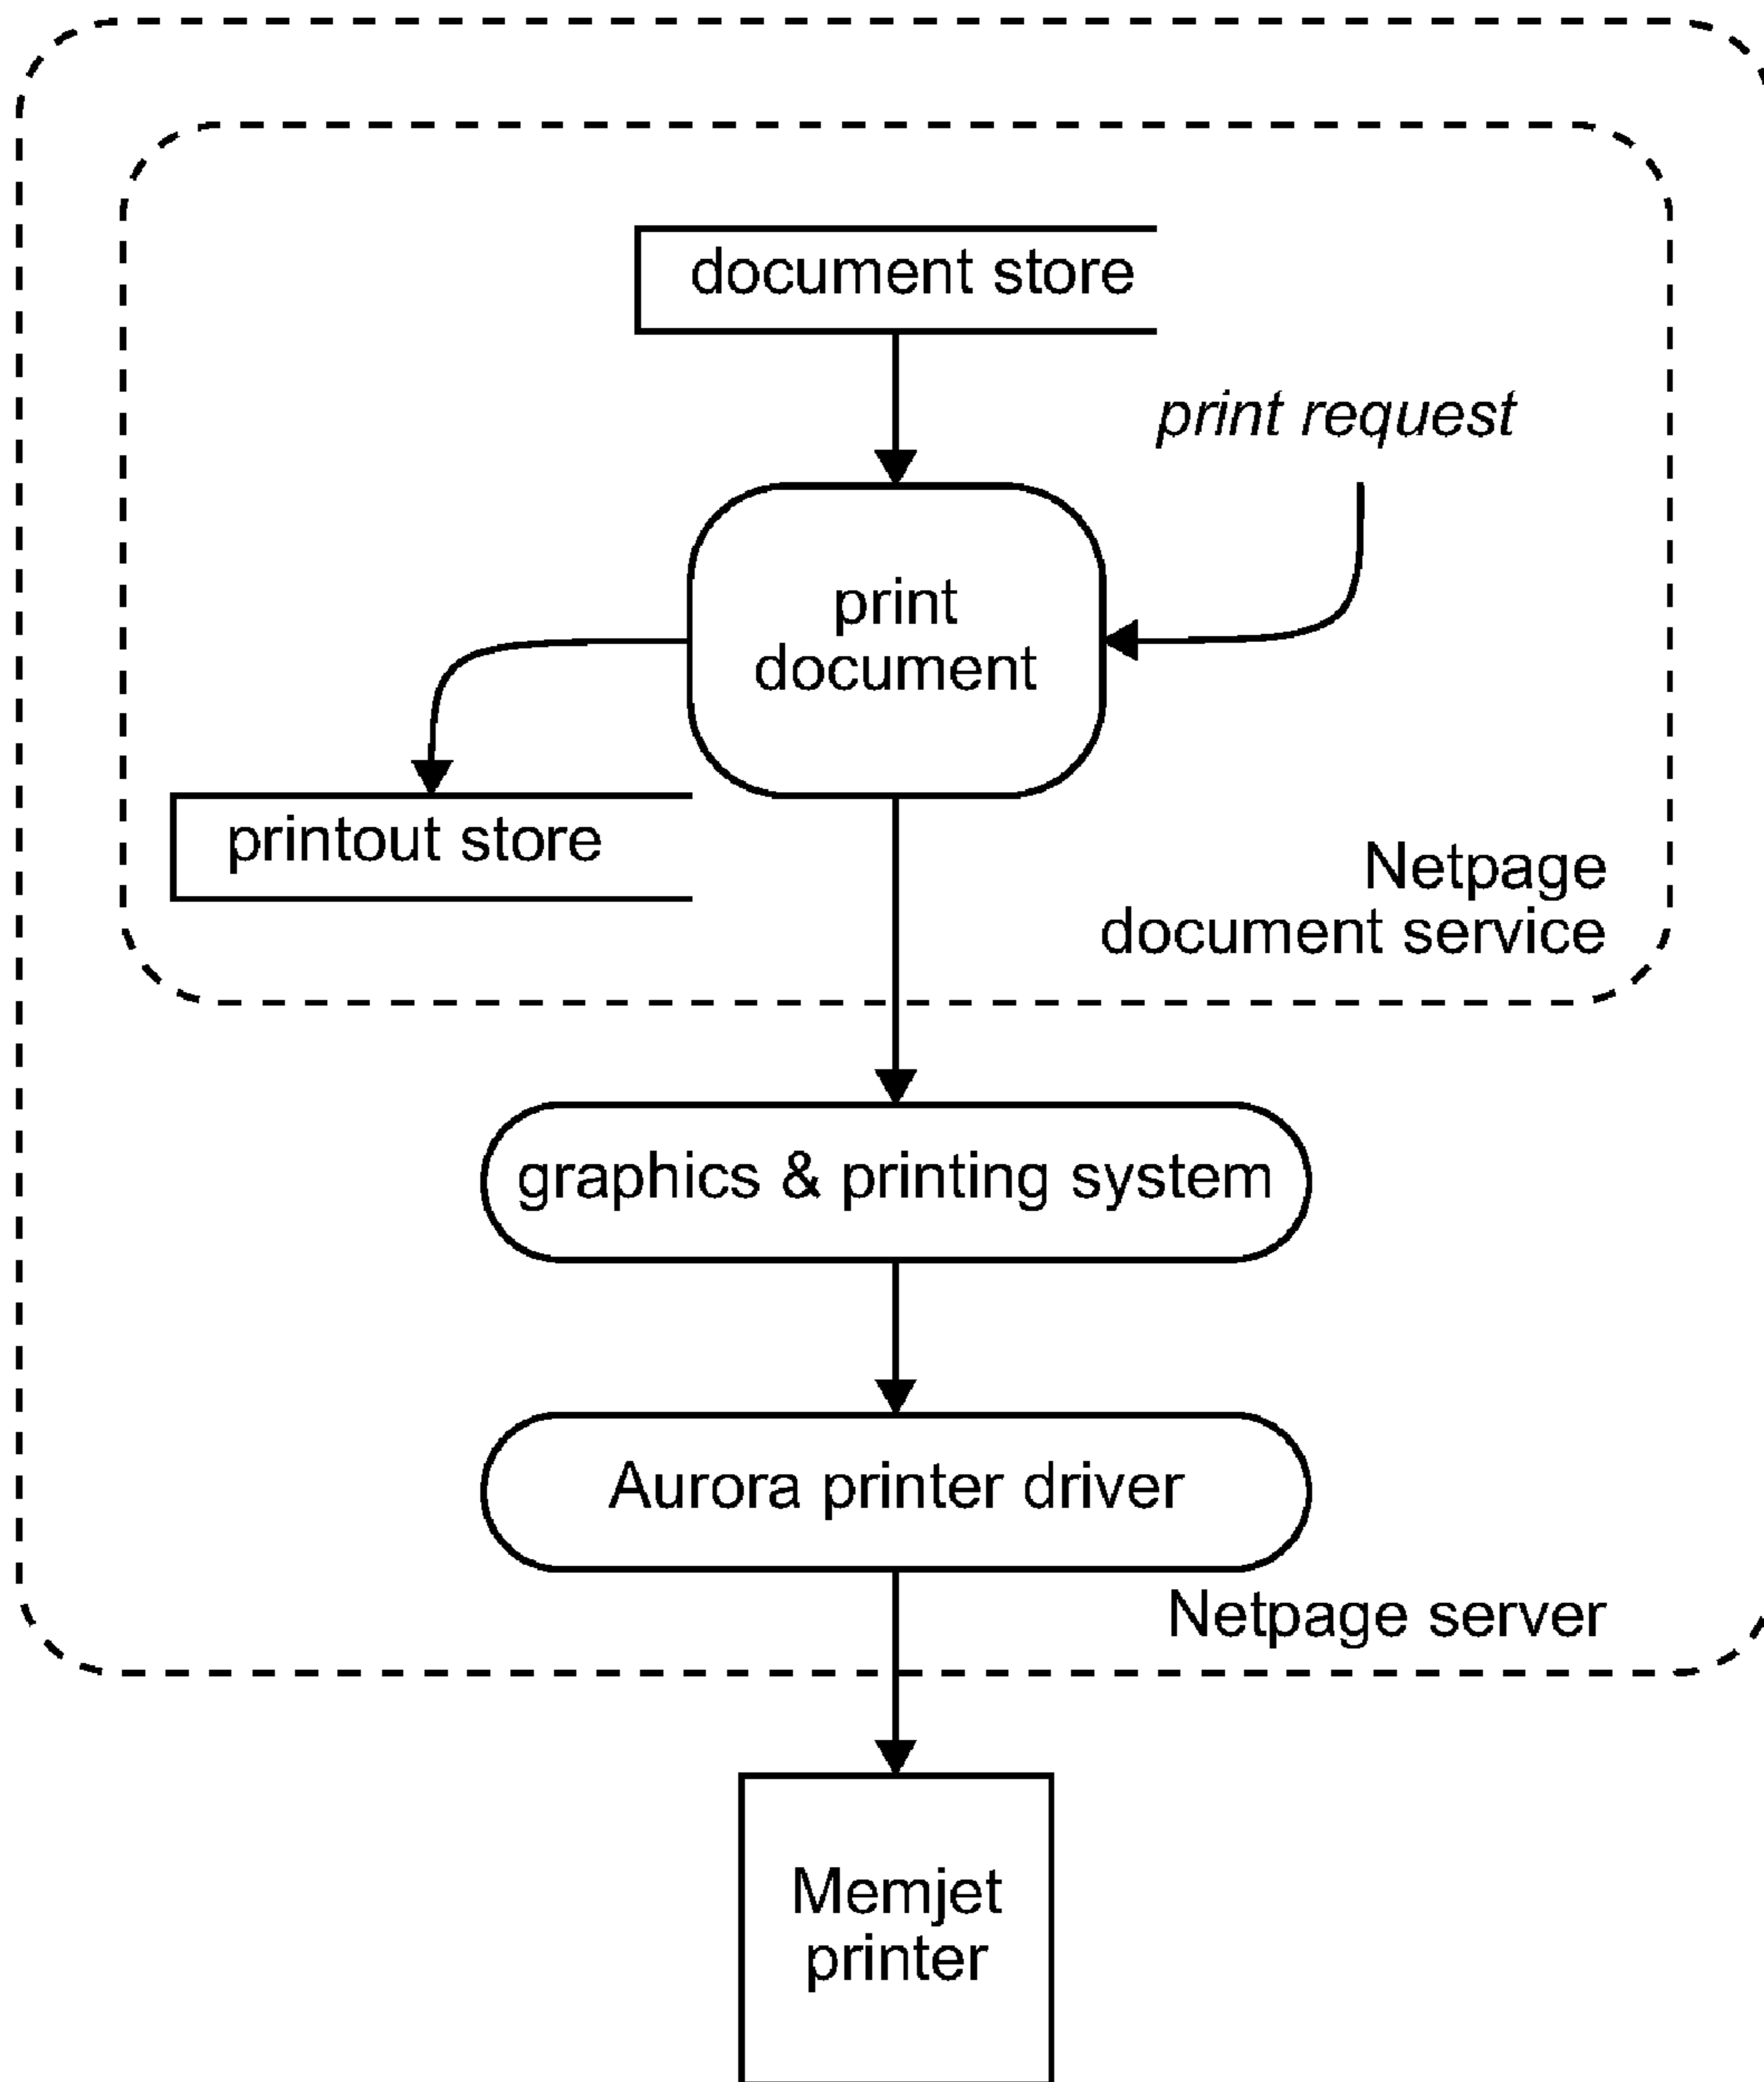 document store
print request
print
document
printout store
Netpage
document service
graphics & printing system
Aurora printer driver
Netpage server
Memjet
printer